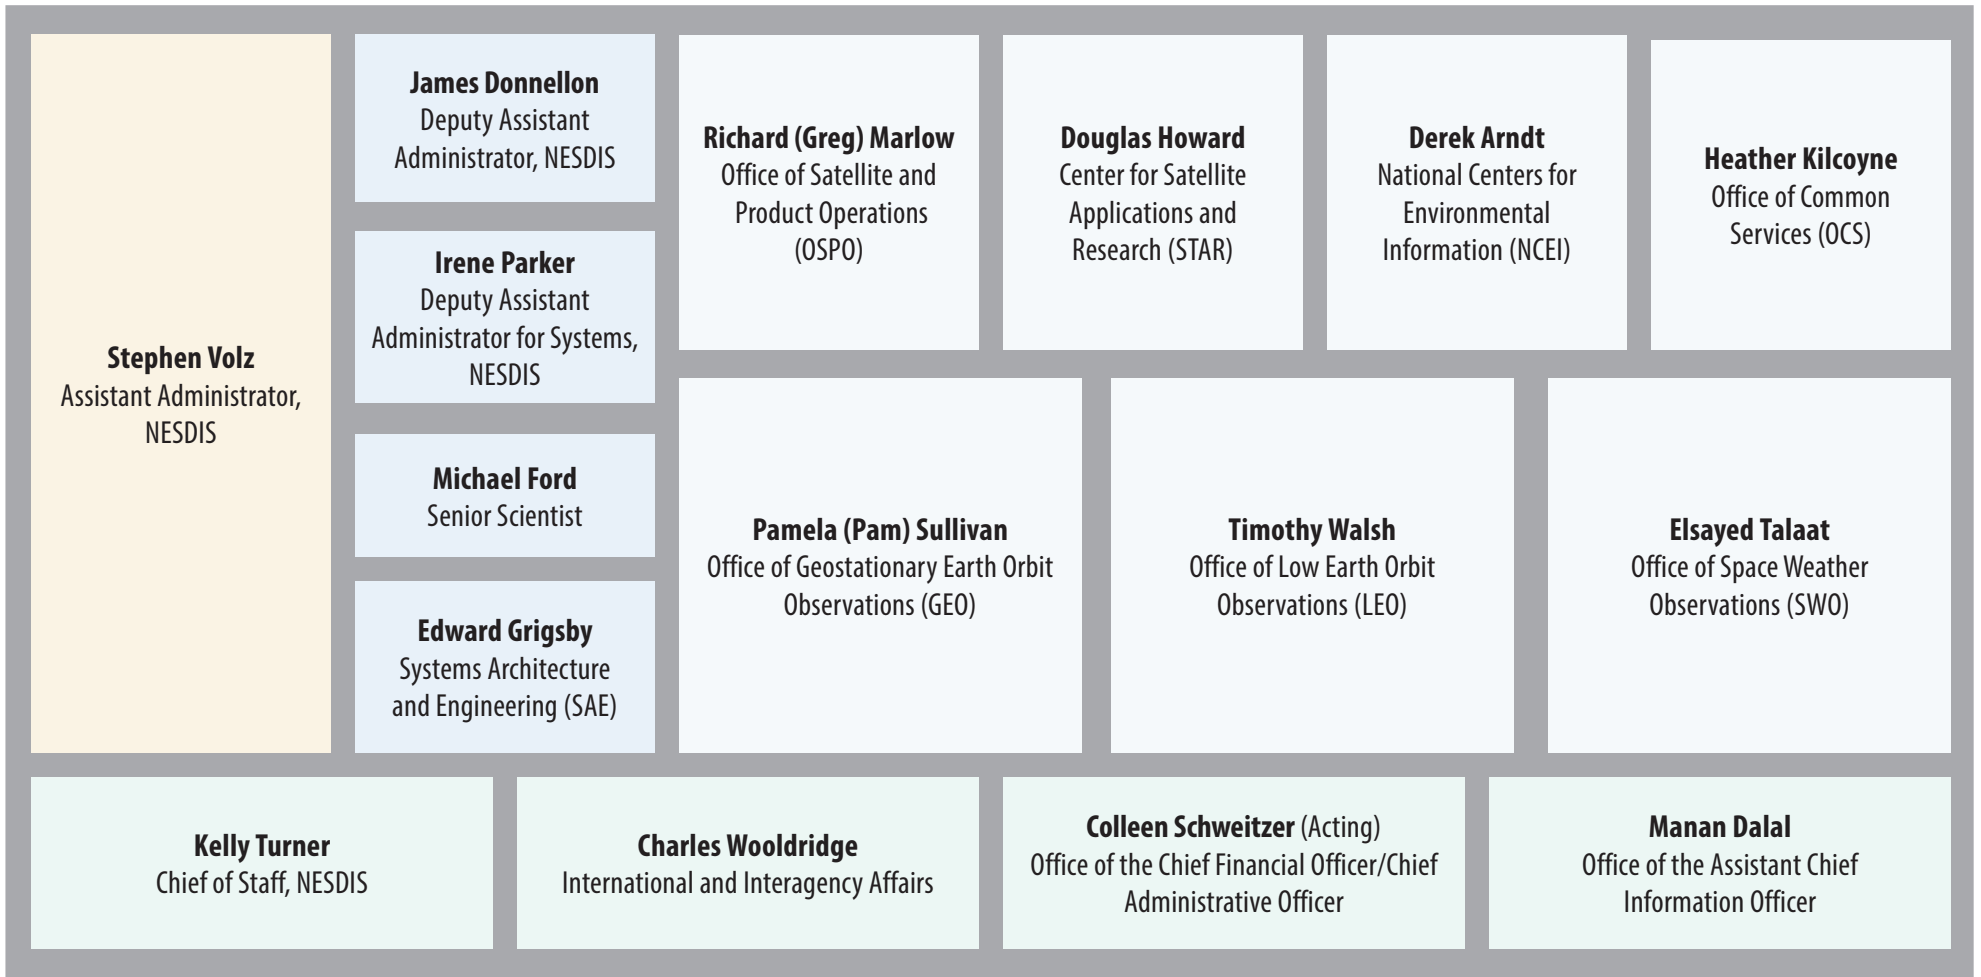 Stephen Volz
Assistant Administrator,
NESDIS
James Donnellon
Deputy Assistant
Administrator, NESDIS
Irene Parker
Deputy Assistant
Administrator for Systems,
NESDIS
Michael Ford
Senior Scientist
Edward Grigsby
Systems Architecture
and Engineering (SAE)
Richard (Greg) Marlow
Office of Satellite and
Product Operations
(OSPO)
Douglas Howard
Center for Satellite
Applications and
Research (STAR)
Derek Arndt
National Centers for
Environmental
Information (NCEI)
Heather Kilcoyne
Office of Common
Services (OCS)
Pamela (Pam) Sullivan
Office of Geostationary Earth Orbit
Observations (GEO)
Timothy Walsh
Office of Low Earth Orbit
Observations (LEO)
Elsayed Talaat
Office of Space Weather
Observations (SWO)
Kelly Turner
Chief of Staff, NESDIS
Charles Wooldridge
International and Interagency Affairs
Colleen Schweitzer (Acting)
Office of the Chief Financial Officer/Chief
Administrative Officer
Manan Dalal
Office of the Assistant Chief
Information Officer